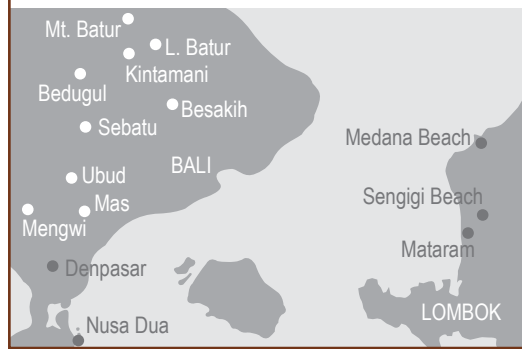 Mt. Batur
L. Batur
Kintamani
Bedugul
Besakih
Sebatu
Medana Beach
BALI
Ubud
Sengigi Beach
Mas
Mengwi
Mataram
Denpasar
LOMBOK
Nusa Dua